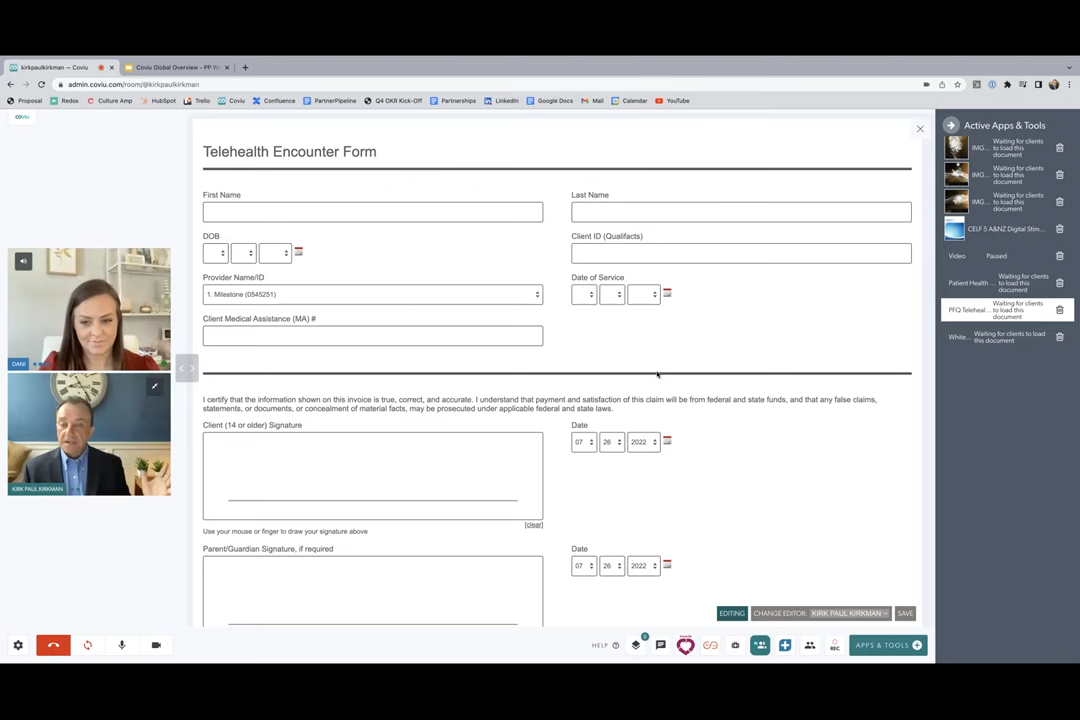 kirkpaulkirkman — Coviu
Coviu Global Overview - PP W
admin.coviu.com/room/@kirkpaulkirkman
Proposal Redox Culture Amp HubSpot Trello Coviu Confluence PartnerPipeline Q4 OKR Kick-Off Partnerships LinkedIn Google Docs Mail Calendar YouTube
coviu
Active Apps & Tools
IMG... Waiting for clients to load this document
IMG... Waiting for clients to load this document
IMG... Waiting for clients to load this document
CELF 5 A&NZ Digital Stim...
Video Paused
Patient Health ... Waiting for clients to load this document
PFQ Teleheal... Waiting for clients to load this document
White... Waiting for clients to load this document
DANI
KIRK PAUL KIRKMAN
Telehealth Encounter Form
First Name
Last Name
DOB
Client ID (Qualifacts)
Provider Name/ID
Date of Service
1. Milestone (0545251)
Client Medical Assistance (MA) #
I certify that the information shown on this invoice is true, correct, and accurate. I understand that payment and satisfaction of this claim will be from federal and state funds, and that any false claims,
statements, or documents, or concealment of material facts, may be prosecuted under applicable federal and state laws.
Client (14 or older) Signature
Date
07 26 2022
[clear]
Use your mouse or finger to draw your signature above
Parent/Guardian Signature, if required
Date
07 26 2022
EDITING CHANGE EDITOR: KIRK PAUL KIRKMAN SAVE
HELP
0
REC
APPS & TOOLS